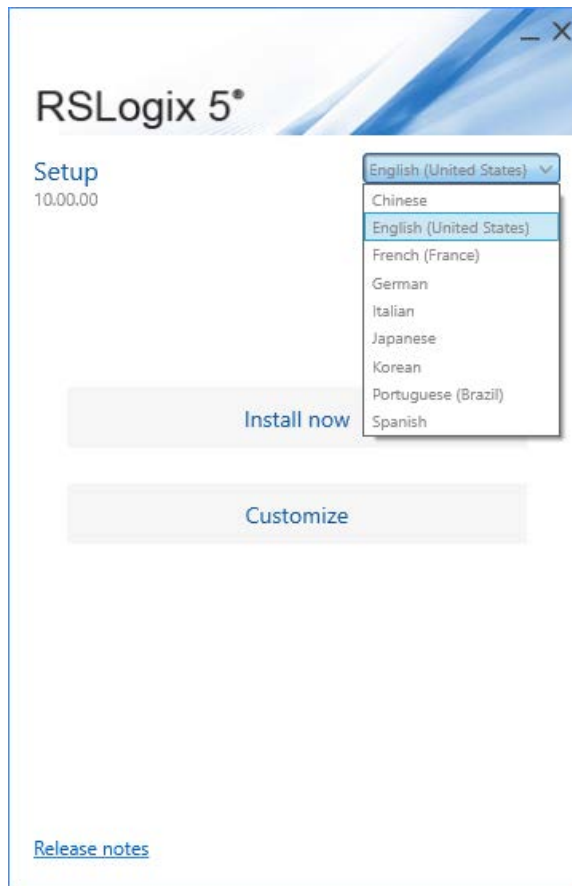 RSLogix 5®
Setup
English (United States)
10.00.00
Chinese
English (United States)
French (France)
German
Italian
Japanese
Korean
Portuguese (Brazil)
Spanish
Install now
Customize
Release notes